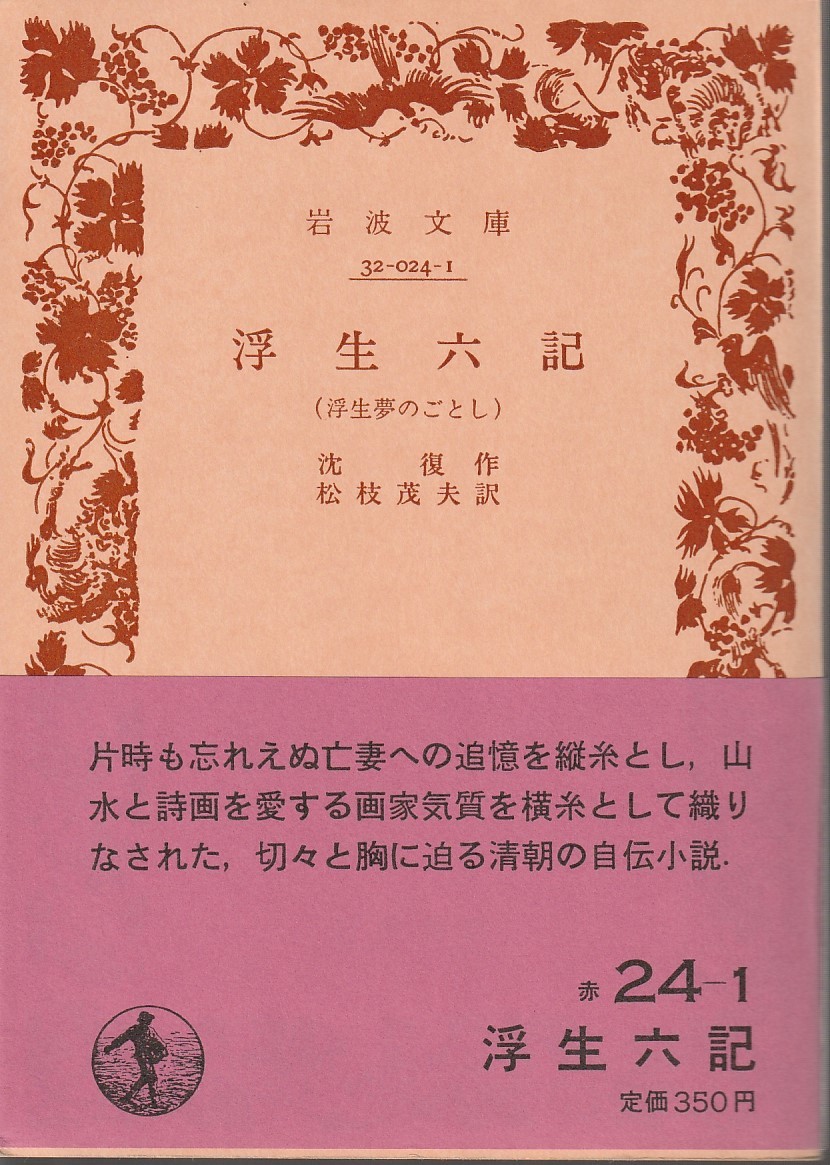 岩波文庫
32-024-1
浮生六記
(浮生夢のごとし)
沈復作
松枝茂夫訳
片時も忘れえぬ亡妻への追憶を縦糸とし,山
水と詩画を愛する画家気質を横糸として織り
なされた,切々と胸に迫る清朝の自伝小説.
赤 24-1
浮生六記
定価350円